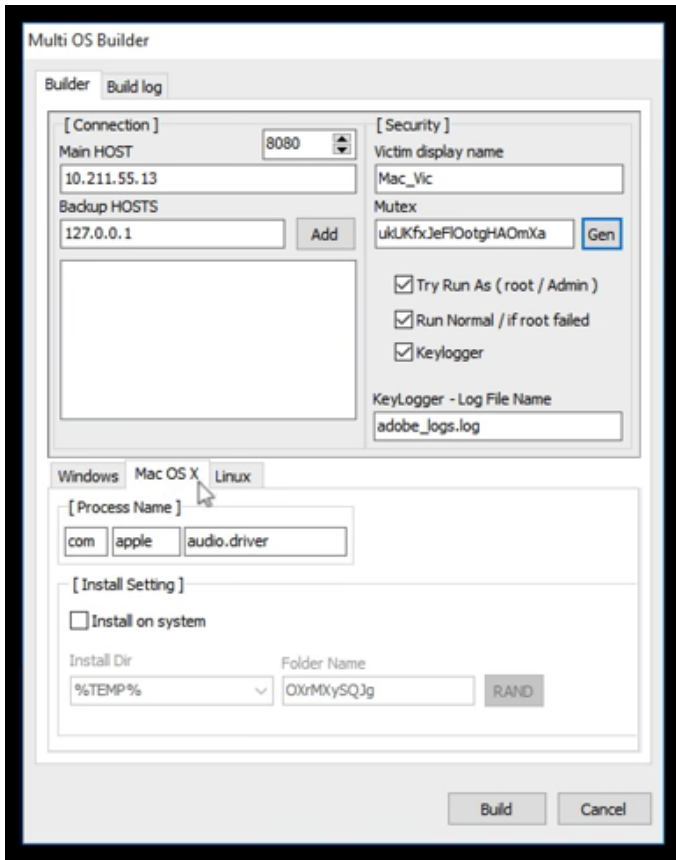 Multi OS Builder
Builder
Build log
[ Connection ]
Main HOST
8080
10.211.55.13
Backup HOSTS
127.0.0.1
Add
[ Security ]
Victim display name
Mac_Vic
Mutex
ukUKfxJeFlOotgHAOmXa
Gen
Try Run As ( root / Admin )
Run Normal / if root failed
Keylogger
KeyLogger - Log File Name
adobe_logs.log
Windows
Mac OS X
Linux
[ Process Name ]
com
apple
audio.driver
[ Install Setting ]
Install on system
Install Dir
Folder Name
%TEMP%
OXrMXySQJg
RAND
Build
Cancel